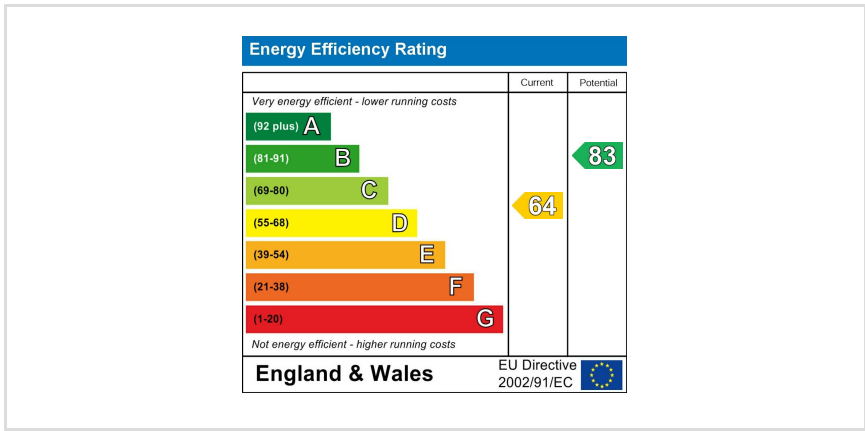 Energy Efficiency Rating
Current Potential
Very energy efficient - lower running costs
(92 plus) A
(81-91) B
83
(69-80) C
64
(55-68) D
(39-54) E
(21-38) F
(1-20) G
Not energy efficient - higher running costs
England & Wales
EU Directive
2002/91/EC